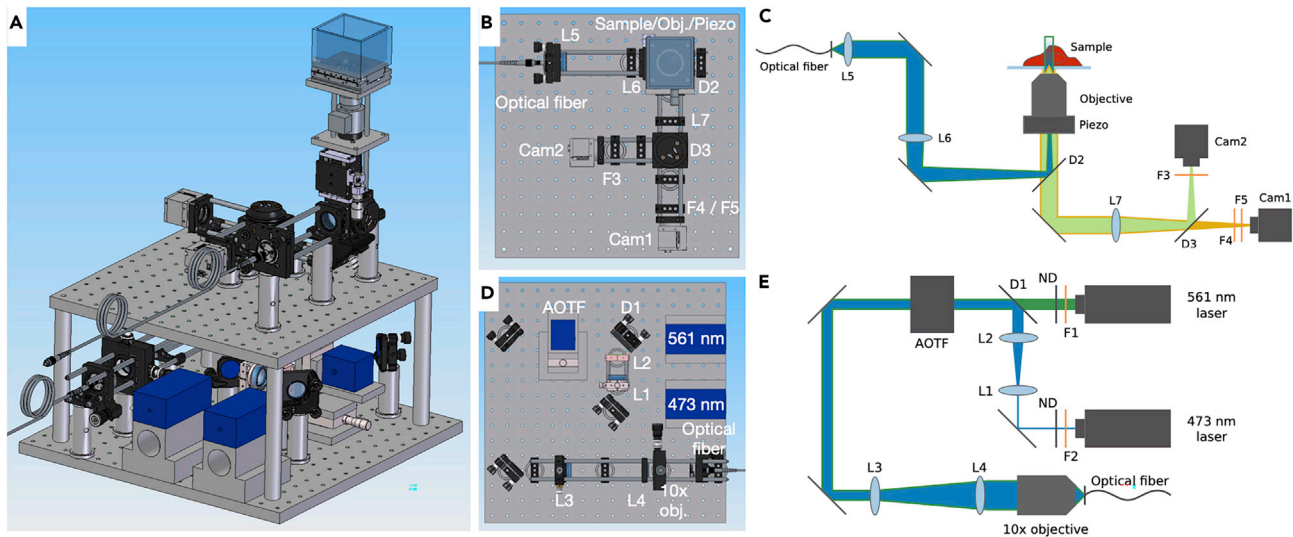 A
B
Sample/Obj./Piezo
L5
Optical fiber
L6
D2
L7
Cam2
D3
F3
F4 / F5
Cam1
C
Optical fiber
L5
L6
Sample
Objective
Piezo
D2
Cam2
F3
L7
F5
Cam1
D3
F4
D
AOTF
D1
561 nm
L2
L1
473 nm
Optical
fiber
L3
L4
10x
obj.
E
D1
ND
561 nm
laser
AOTF
F1
L2
L1
ND
473 nm
laser
F2
L3
L4
Optical fiber
10x objective